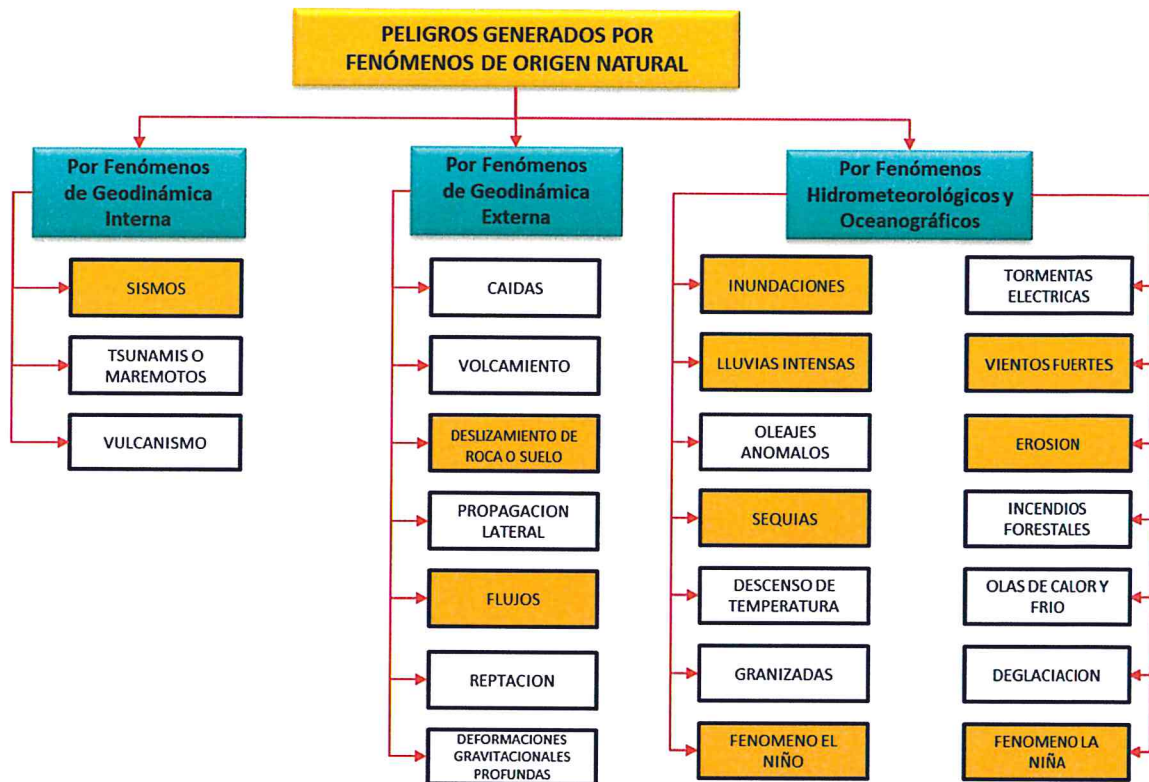 PELIGROS GENERADOS POR
FENÓMENOS DE ORIGEN NATURAL
Por Fenómenos
de Geodinámica
Interna
SISMOS
TSUNAMIS O
MAREMOTOS
VULCANISMO
Por Fenómenos
de Geodinámica
Externa
CAIDAS
VOLCAMIENTO
DESLIZAMIENTO DE
ROCA O SUELO
PROPAGACION
LATERAL
FLUJOS
REPTACION
DEFORMACIONES
GRAVITACIONALES
PROFUNDAS
Por Fenómenos
Hidrometeorológicos y
Oceanográficos
INUNDACIONES
LLUVIAS INTENSAS
OLEAJES
ANOMALOS
SEQUIAS
DESCENSO DE
TEMPERATURA
GRANIZADAS
FENOMENO EL
NIÑO
TORMENTAS
ELECTRICAS
VIENTOS FUERTES
EROSION
INCENDIOS
FORESTALES
OLAS DE CALOR Y
FRIO
DEGLACIACION
FENOMENO LA
NIÑA